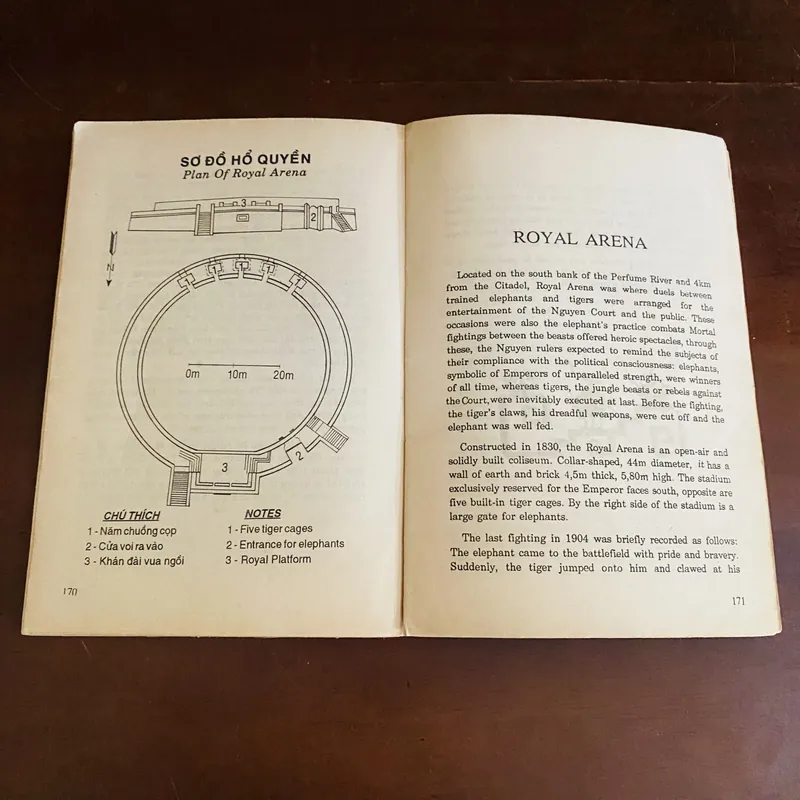 SƠ ĐỒ HỔ QUYỀN
Plan Of Royal Arena
3
2
N
1
1
1
0m 10m 20m
3
2
CHÚ THÍCH
1 - Năm chuồng cọp
2 - Cửa voi ra vào
3 - Khán đài vua ngồi
NOTES
1 - Five tiger cages
2 - Entrance for elephants
3 - Royal Platform
170
ROYAL ARENA
Located on the south bank of the Perfume River and 4km
from the Citadel, Royal Arena was where duels between
trained elephants and tigers were arranged for the
entertainment of the Nguyen Court and the public. These
occasions were also the elephant's practice combats Mortal
fightings between the beasts offered heroic spectacles, through
these, the Nguyen rulers expected to remind the subjects of
their compliance with the political consciousness: elephants,
symbolic of Emperors of unparalleled strength, were winners
of all time, whereas tigers, the jungle beasts or rebels against
the Court, were inevitably executed at last. Before the fighting,
the tiger's claws, his dreadful weapons, were cut off and the
elephant was well fed.
Constructed in 1830, the Royal Arena is an open-air and
solidly built coliseum. Collar-shaped, 44m diameter, it has a
wall of earth and brick 4,5m thick, 5,80m high. The stadium
exclusively reserved for the Emperor faces south, opposite are
five built-in tiger cages. By the right side of the stadium is a
large gate for elephants.
The last fighting in 1904 was briefly recorded as follows:
The elephant came to the battlefield with pride and bravery.
Suddenly, the tiger jumped onto him and clawed at his
171